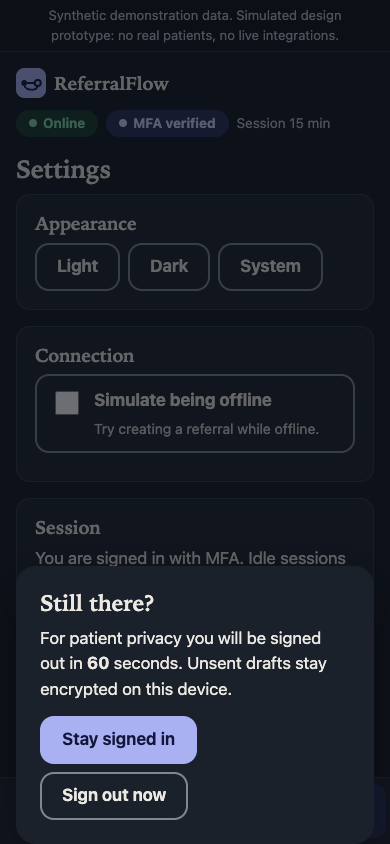 Synthetic demonstration data. Simulated design
prototype: no real patients, no live integrations.
ReferralFlow
Online
MFA verified
Session 15 min
Settings
Appearance
Light
Dark
System
Connection
Simulate being offline
Try creating a referral while offline.
Session
You are signed in with MFA. Idle sessions
Still there?
For patient privacy you will be signed
out in 60 seconds. Unsent drafts stay
encrypted on this device.
Stay signed in
Sign out now